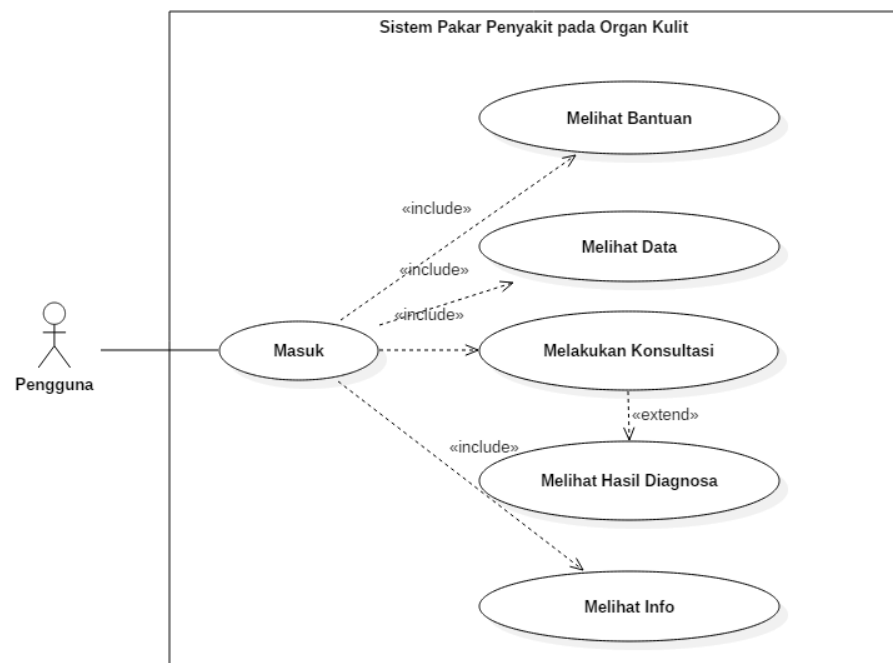 Sistem Pakar Penyakit pada Organ Kulit
Melihat Bantuan
«include»
Melihat Data
«include»
«include»
Masuk
Melakukan Konsultasi
Pengguna
«extend»
«include»
Melihat Hasil Diagnosa
Melihat Info